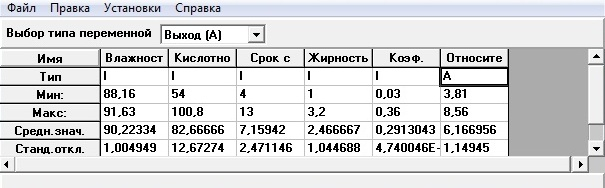 Файл Правка Установки Справка
Выбор типа переменной Выход (A)
Имя Влажност Кислотно Срок с Жирность Коэф. Относите
Тип I I I I I A
Мин: 88,16 54 4 1 0,03 3,81
Макс: 91,63 100,8 13 3,2 0,36 8,56
Средн.знач. 90,22334 82,66666 7,15942 2,466667 0,2913043 6,166956
Станд.откл. 1,004949 12,67274 2,471146 1,044688 4,740046E- 1,14945